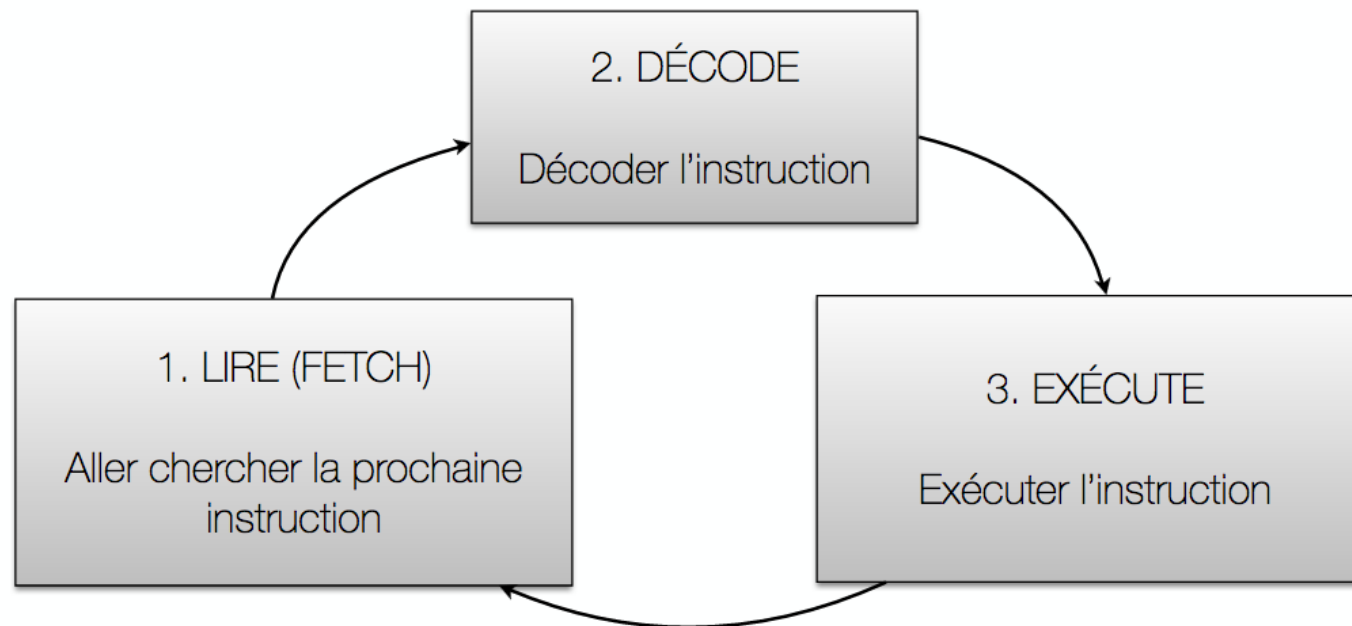 2. DÉCODE
Décoder l’instruction
1. LIRE (FETCH)
Aller chercher la prochaine
instruction
3. EXÉCUTE
Exécuter l’instruction